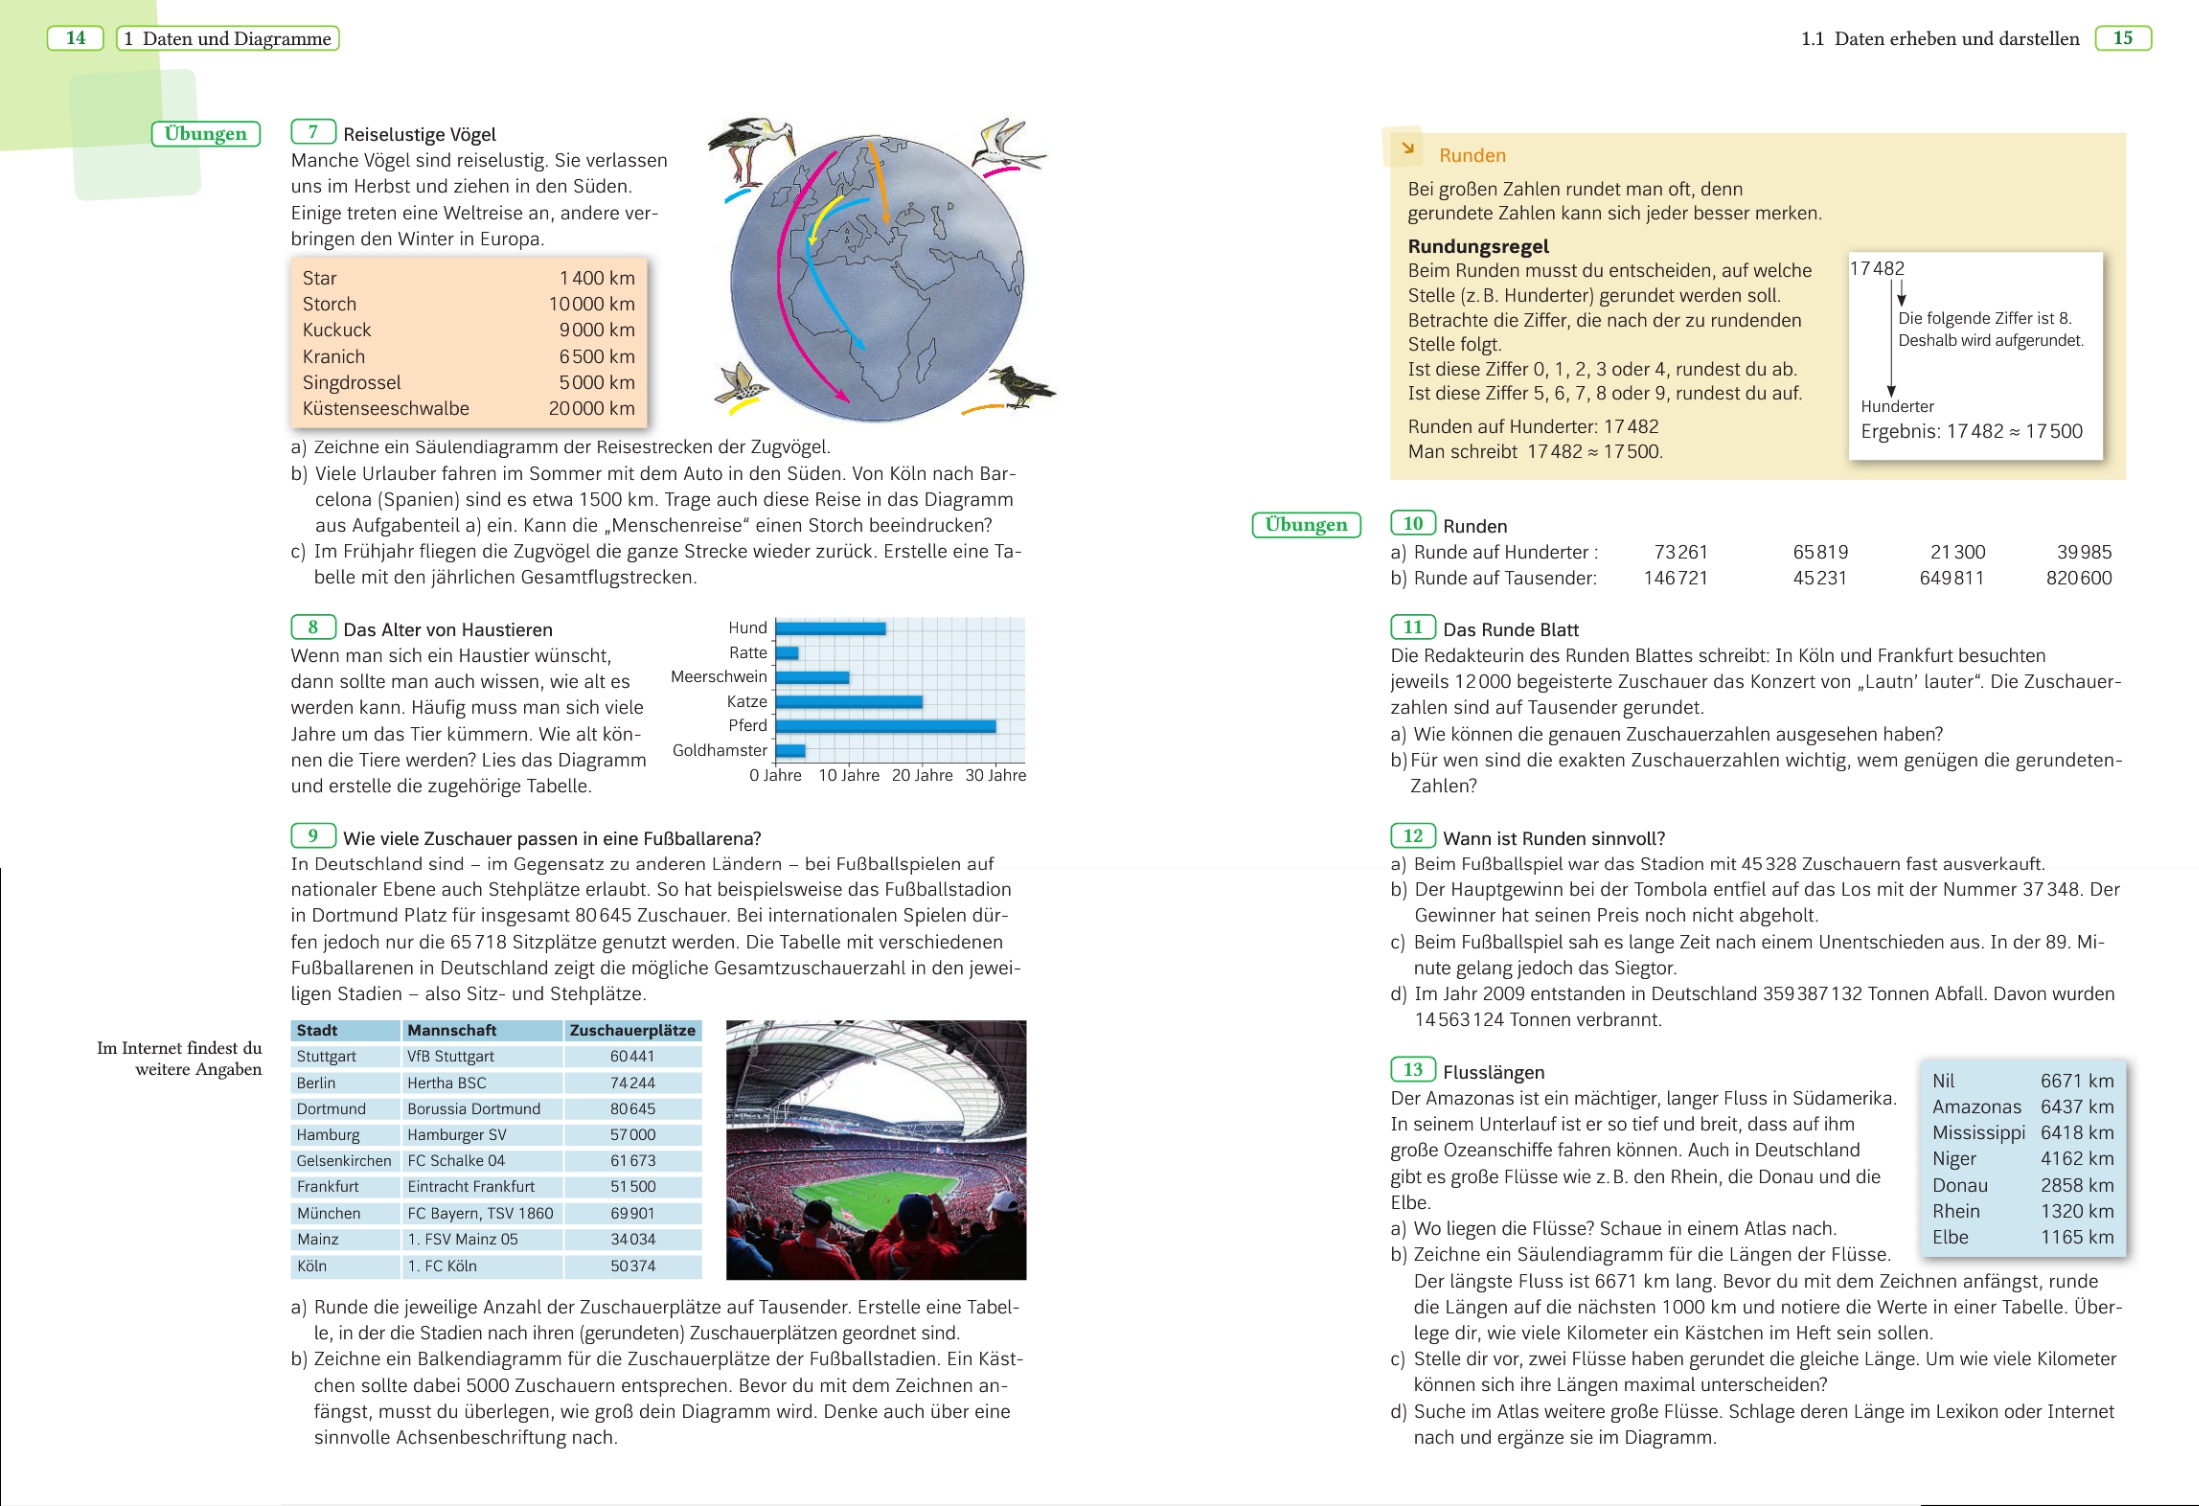 14 1 Daten und Diagramme
Übungen
7 Reiselustige Vögel
Manche Vögel sind reiselustig. Sie verlassen
uns im Herbst und ziehen in den Süden.
Einige treten eine Weltreise an, andere ver-
bringen den Winter in Europa.
Star 1 400 km
Storch 10 000 km
Kuckuck 9 000 km
Kranich 6 500 km
Singdrossel 5 000 km
Küstenseeschwalbe 20 000 km
a) Zeichne ein Säulendiagramm der Reisestrecken der Zugvögel.
b) Viele Urlauber fahren im Sommer mit dem Auto in den Süden. Von Köln nach Bar-
celona (Spanien) sind es etwa 1500 km. Trage auch diese Reise in das Diagramm
aus Aufgabenteil a) ein. Kann die „Menschenreise“ einen Storch beeindrucken?
c) Im Frühjahr fliegen die Zugvögel die ganze Strecke wieder zurück. Erstelle eine Ta-
belle mit den jährlichen Gesamtflugstrecken.
8 Das Alter von Haustieren
Wenn man sich ein Haustier wünscht,
dann sollte man auch wissen, wie alt es
werden kann. Häufig muss man sich viele
Jahre um das Tier kümmern. Wie alt kön-
nen die Tiere werden? Lies das Diagramm
und erstelle die zugehörige Tabelle.
Hund
Ratte
Meerschwein
Katze
Pferd
Goldhamster
0 Jahre 10 Jahre 20 Jahre 30 Jahre
9 Wie viele Zuschauer passen in eine Fußballarena?
In Deutschland sind – im Gegensatz zu anderen Ländern – bei Fußballspielen auf
nationaler Ebene auch Stehplätze erlaubt. So hat beispielsweise das Fußballstadion
in Dortmund Platz für insgesamt 80 645 Zuschauer. Bei internationalen Spielen dür-
fen jedoch nur die 65 718 Sitzplätze genutzt werden. Die Tabelle mit verschiedenen
Fußballarenen in Deutschland zeigt die mögliche Gesamtzuschauerzahl in den jewei-
ligen Stadien – also Sitz- und Stehplätze.
Im Internet findest du
weitere Angaben
Stadt Mannschaft Zuschauerplätze
Stuttgart VfB Stuttgart 60 441
Berlin Hertha BSC 74 244
Dortmund Borussia Dortmund 80 645
Hamburg Hamburger SV 57 000
Gelsenkirchen FC Schalke 04 61 673
Frankfurt Eintracht Frankfurt 51 500
München FC Bayern, TSV 1860 69 901
Mainz 1. FSV Mainz 05 34 034
Köln 1. FC Köln 50 374
a) Runde die jeweilige Anzahl der Zuschauerplätze auf Tausender. Erstelle eine Tabel-
le, in der die Stadien nach ihren (gerundeten) Zuschauerplätzen geordnet sind.
b) Zeichne ein Balkendiagramm für die Zuschauerplätze der Fußballstadien. Ein Käst-
chen sollte dabei 5000 Zuschauern entsprechen. Bevor du mit dem Zeichnen an-
fängst, musst du überlegen, wie groß dein Diagramm wird. Denke auch über eine
sinnvolle Achsenbeschriftung nach.
1.1 Daten erheben und darstellen 15
Runden
Bei großen Zahlen rundet man oft, denn
gerundete Zahlen kann sich jeder besser merken.
Rundungsregel
Beim Runden musst du entscheiden, auf welche
Stelle (z. B. Hunderter) gerundet werden soll.
Betrachte die Ziffer, die nach der zu rundenden
Stelle folgt.
Ist diese Ziffer 0, 1, 2, 3 oder 4, rundest du ab.
Ist diese Ziffer 5, 6, 7, 8 oder 9, rundest du auf.
Runden auf Hunderter: 17 482
Man schreibt 17 482 ≈ 17 500.
17 482
Die folgende Ziffer ist 8.
Deshalb wird aufgerundet.
Hunderter
Ergebnis: 17 482 ≈ 17 500
Übungen
10 Runden
a) Runde auf Hunderter : 73 261 65 819 21 300 39 985
b) Runde auf Tausender: 146 721 45 231 649 811 820 600
11 Das Runde Blatt
Die Redakteurin des Runden Blattes schreibt: In Köln und Frankfurt besuchten
jeweils 12 000 begeisterte Zuschauer das Konzert von „Lautn’ lauter“. Die Zuschauer-
zahlen sind auf Tausender gerundet.
a) Wie können die genauen Zuschauerzahlen ausgesehen haben?
b) Für wen sind die exakten Zuschauerzahlen wichtig, wem genügen die gerundeten-
Zahlen?
12 Wann ist Runden sinnvoll?
a) Beim Fußballspiel war das Stadion mit 45 328 Zuschauern fast ausverkauft.
b) Der Hauptgewinn bei der Tombola entfiel auf das Los mit der Nummer 37 348. Der
Gewinner hat seinen Preis noch nicht abgeholt.
c) Beim Fußballspiel sah es lange Zeit nach einem Unentschieden aus. In der 89. Mi-
nute gelang jedoch das Siegtor.
d) Im Jahr 2009 entstanden in Deutschland 359 387 132 Tonnen Abfall. Davon wurden
14 563 124 Tonnen verbrannt.
13 Flusslängen
Der Amazonas ist ein mächtiger, langer Fluss in Südamerika.
In seinem Unterlauf ist er so tief und breit, dass auf ihm
große Ozeanschiffe fahren können. Auch in Deutschland
gibt es große Flüsse wie z. B. den Rhein, die Donau und die
Elbe.
Nil 6671 km
Amazonas 6437 km
Mississippi 6418 km
Niger 4162 km
Donau 2858 km
Rhein 1320 km
Elbe 1165 km
a) Wo liegen die Flüsse? Schaue in einem Atlas nach.
b) Zeichne ein Säulendiagramm für die Längen der Flüsse.
Der längste Fluss ist 6671 km lang. Bevor du mit dem Zeichnen anfängst, runde
die Längen auf die nächsten 1000 km und notiere die Werte in einer Tabelle. Über-
lege dir, wie viele Kilometer ein Kästchen im Heft sein sollen.
c) Stelle dir vor, zwei Flüsse haben gerundet die gleiche Länge. Um wie viele Kilometer
können sich ihre Längen maximal unterscheiden?
d) Suche im Atlas weitere große Flüsse. Schlage deren Länge im Lexikon oder Internet
nach und ergänze sie im Diagramm.